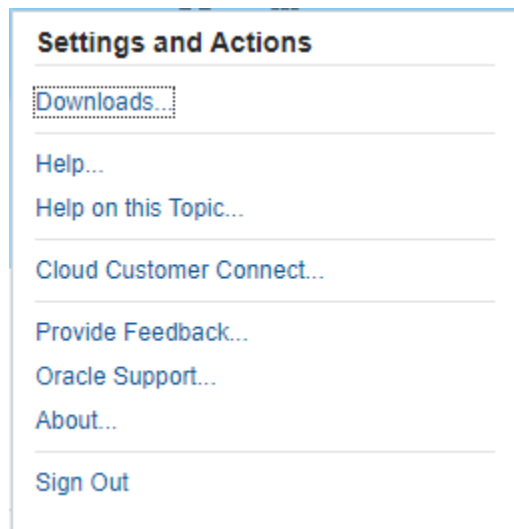 Settings and Actions
Downloads...
Help...
Help on this Topic...
Cloud Customer Connect...
Provide Feedback...
Oracle Support...
About...
Sign Out